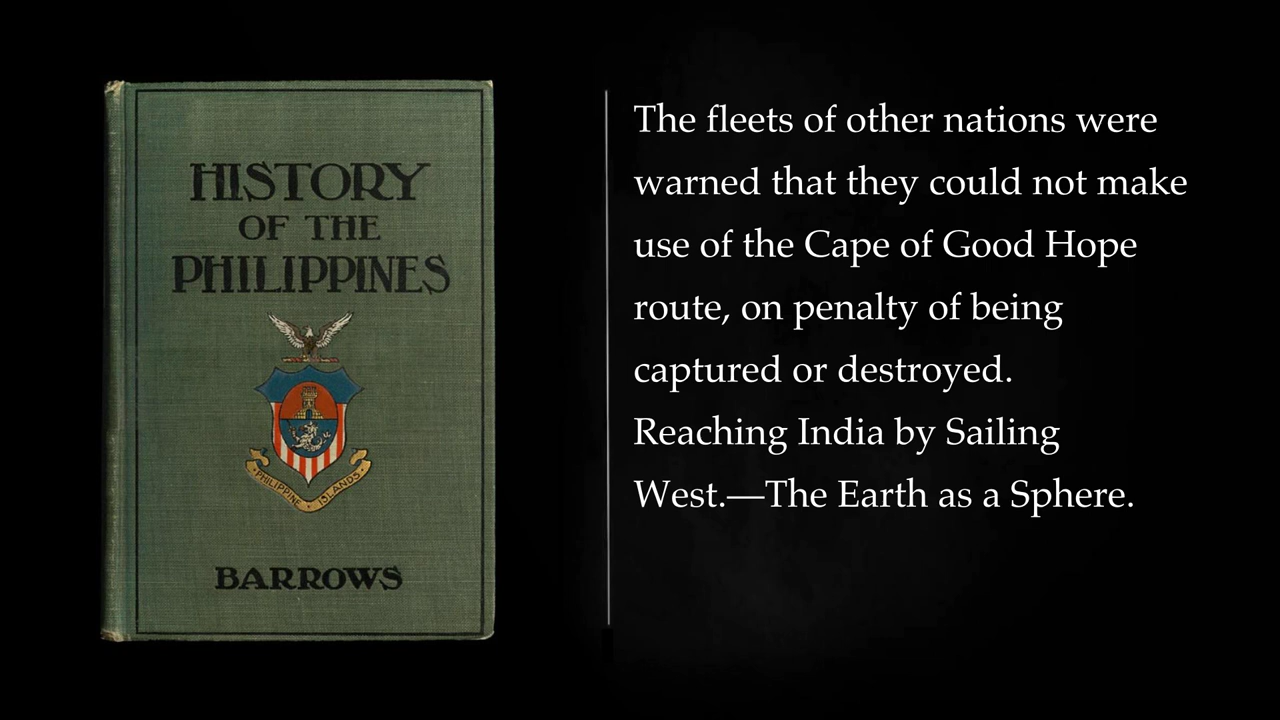 HISTORY
OF THE
PHILIPPINES
PHILIPPINE ISLANDS
BARROWS
The fleets of other nations were
warned that they could not make
use of the Cape of Good Hope
route, on penalty of being
captured or destroyed.
Reaching India by Sailing
West.—The Earth as a Sphere.